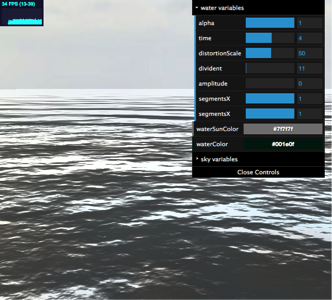 34 FPS (13-38)
water variables
alpha 1
time 4
distortionScale 50
divident 11
amplitude 0
segmentsX 1
segmentsX 1
waterSunColor #7f7f7f
waterColor #001e0f
sky variables
Close Controls